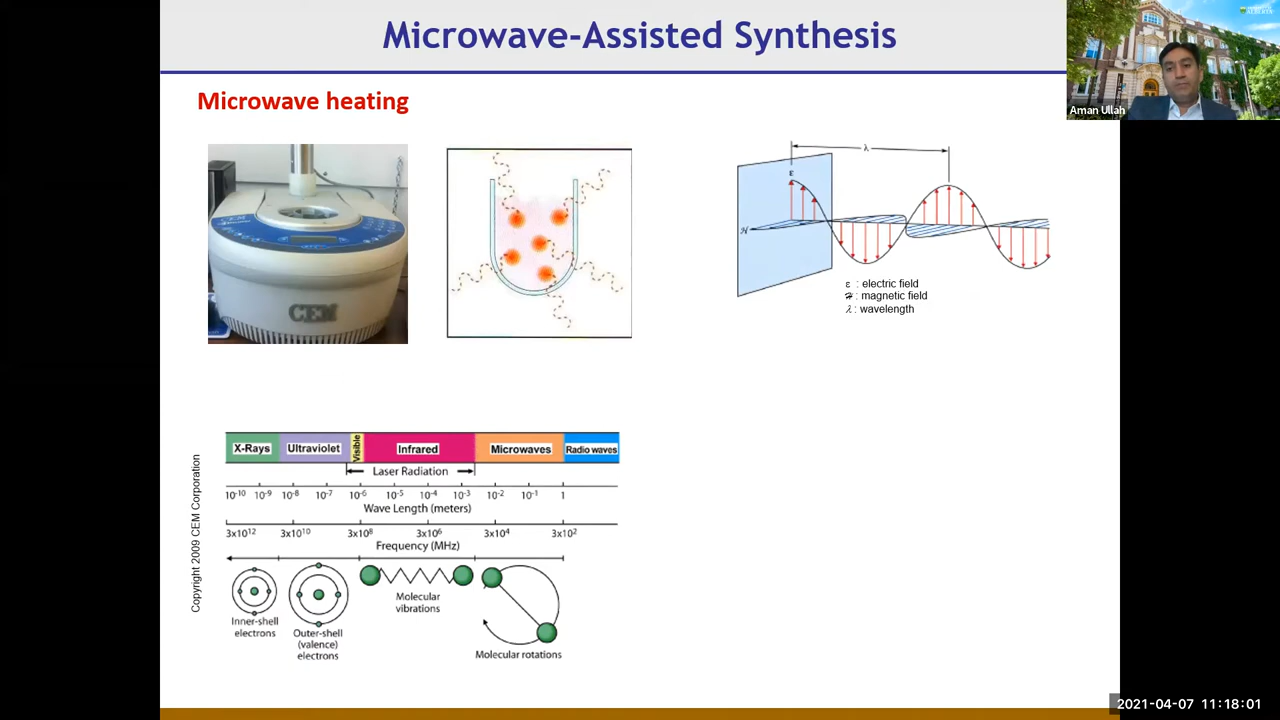 Microwave-Assisted Synthesis
Aman Ullah
Microwave heating
CEM
λ
ε
ℋ
ε : electric field
ℋ : magnetic field
λ : wavelength
Copyright 2009 CEM Corporation
X-Rays Ultraviolet Visible Infrared Microwaves Radio waves
Laser Radiation
10⁻¹⁰ 10⁻⁹ 10⁻⁸ 10⁻⁷ 10⁻⁶ 10⁻⁵ 10⁻⁴ 10⁻³ 10⁻² 10⁻¹ 1
Wave Length (meters)
3x10¹² 3x10¹⁰ 3x10⁸ 3x10⁶ 3x10⁴ 3x10²
Frequency (MHz)
Inner-shell
electrons
Outer-shell
(valence)
electrons
Molecular
vibrations
Molecular rotations
2021-04-07 11:18:01